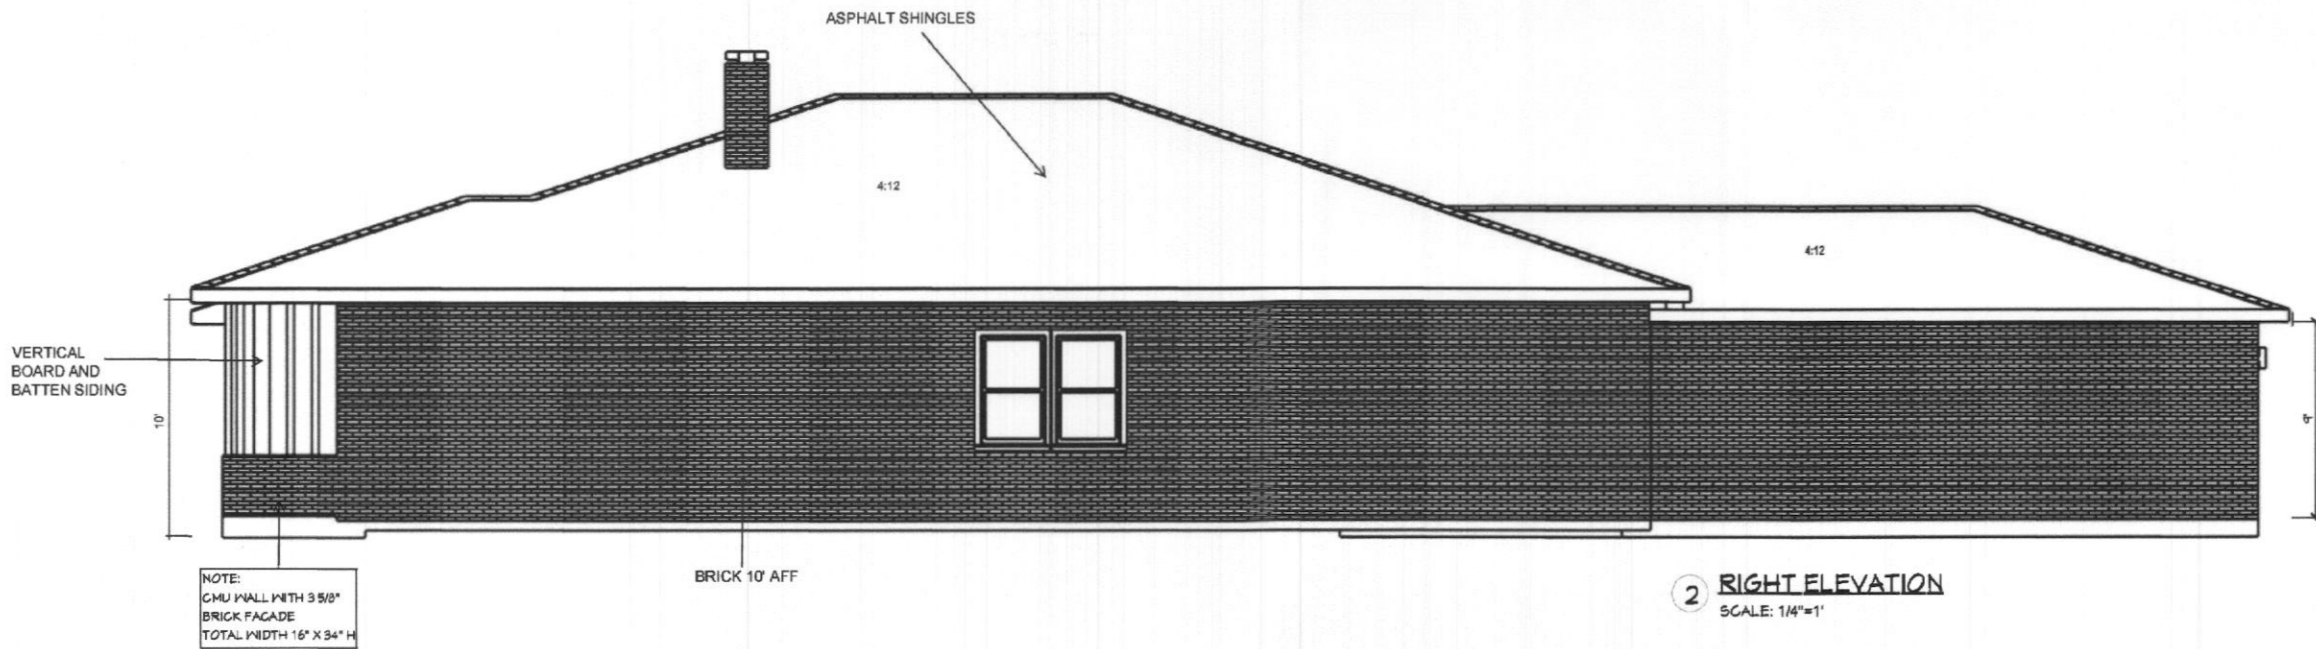 ASPHALT SHINGLES
4:12
4:12
VERTICAL
BOARD AND
BATTEN SIDING
10'
9'
NOTE:
CMU WALL WITH 3 5/8"
BRICK FACADE
TOTAL WIDTH 16" X 34" H
BRICK 10' AFF
2 RIGHT ELEVATION
SCALE: 1/4"=1'